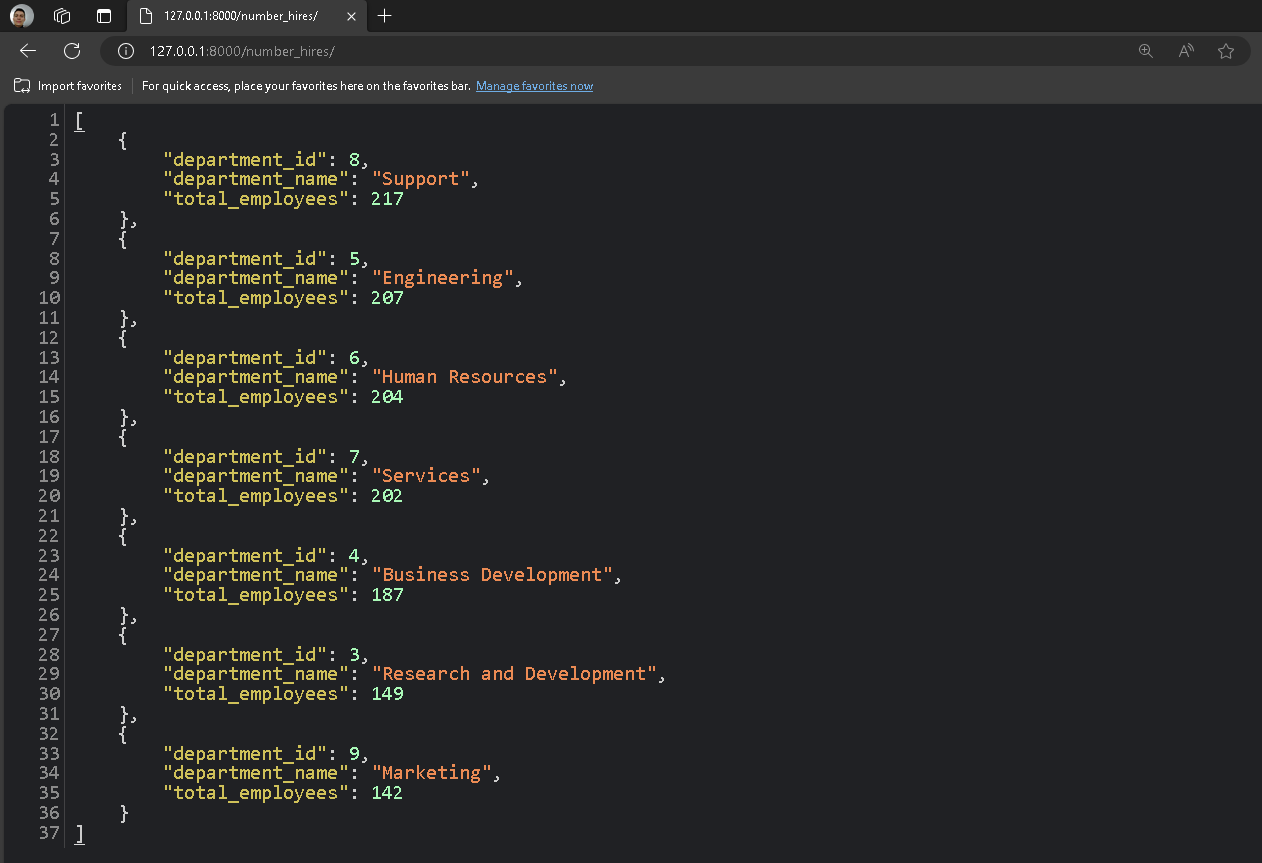 127.0.0.1:8000/number_hires/
127.0.0.1:8000/number_hires/
Import favorites For quick access, place your favorites here on the favorites bar. Manage favorites now
1 [
2 {
3 "department_id": 8,
4 "department_name": "Support",
5 "total_employees": 217
6 },
7 {
8 "department_id": 5,
9 "department_name": "Engineering",
10 "total_employees": 207
11 },
12 {
13 "department_id": 6,
14 "department_name": "Human Resources",
15 "total_employees": 204
16 },
17 {
18 "department_id": 7,
19 "department_name": "Services",
20 "total_employees": 202
21 },
22 {
23 "department_id": 4,
24 "department_name": "Business Development",
25 "total_employees": 187
26 },
27 {
28 "department_id": 3,
29 "department_name": "Research and Development",
30 "total_employees": 149
31 },
32 {
33 "department_id": 9,
34 "department_name": "Marketing",
35 "total_employees": 142
36 }
37 ]